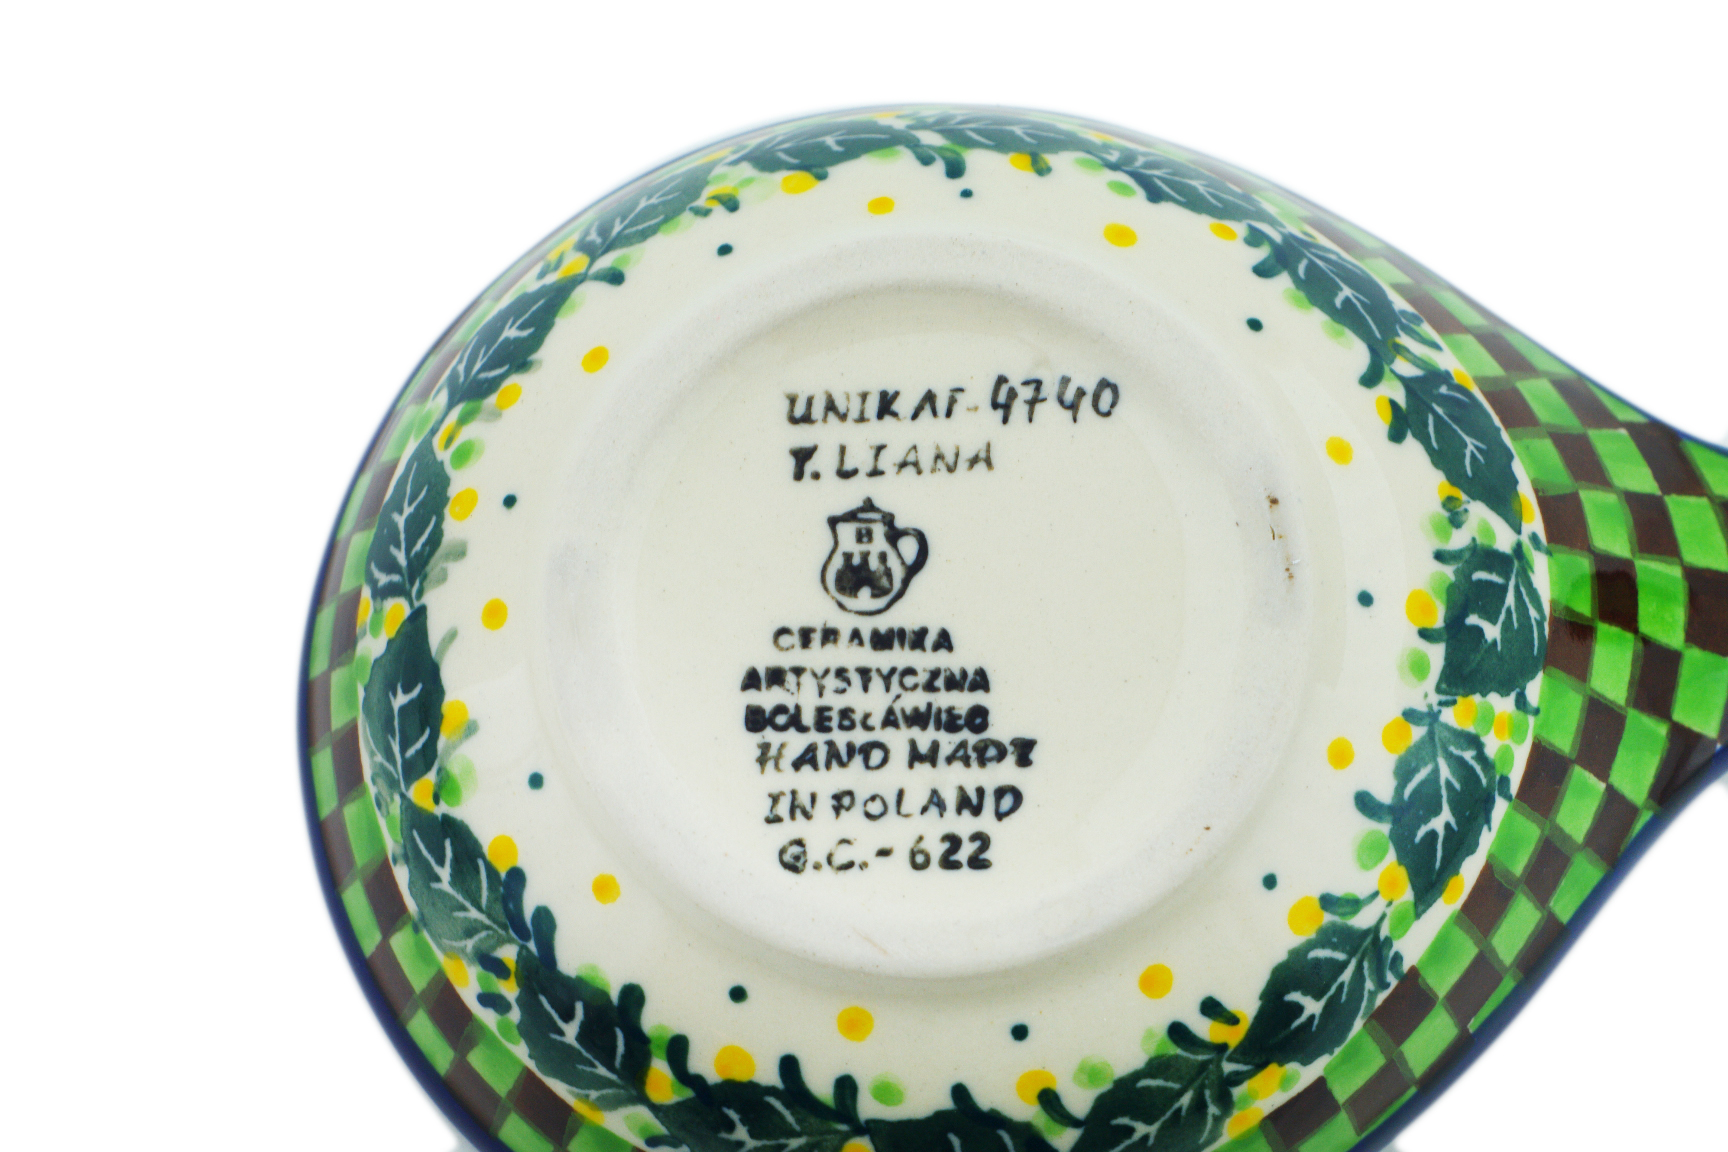 UNIKAT-4740
T. LIANA
B
CERAMIKA
ARTYSTYCZNA
BOLESŁAWIEC
HAND MADE
IN POLAND
G.C.-622